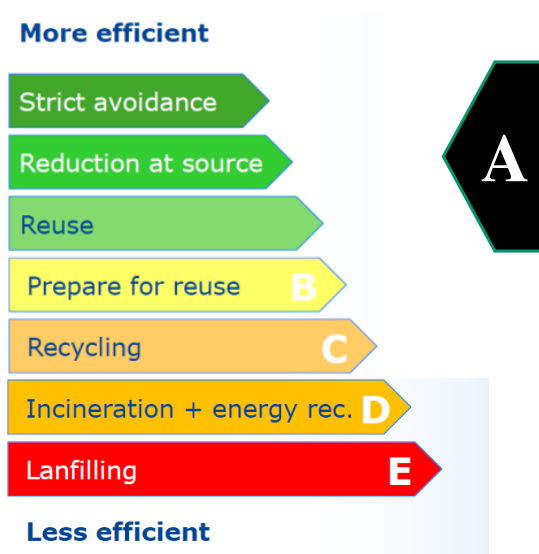 More efficient
Strict avoidance
A
Reduction at source
Reuse
Prepare for reuse B
Recycling C
Incineration + energy rec. D
Lanfilling E
Less efficient